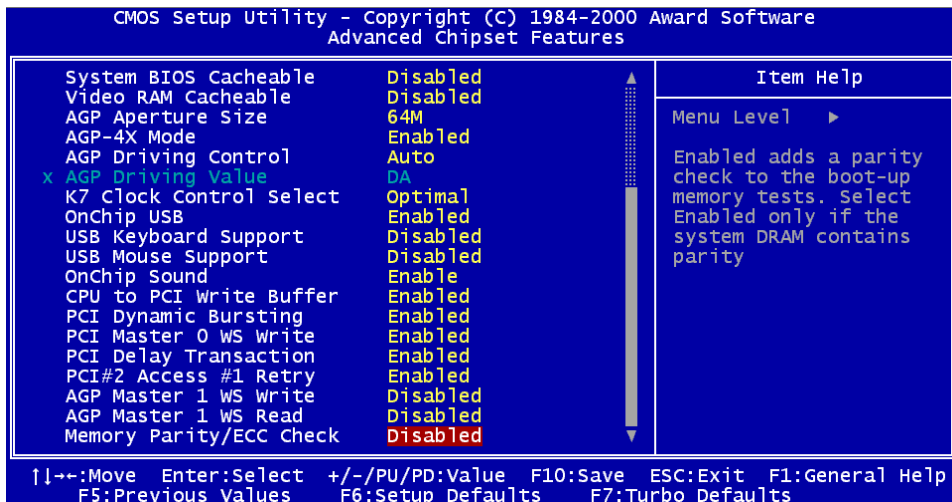 CMOS Setup Utility - Copyright (C) 1984-2000 Award Software
Advanced Chipset Features
System BIOS Cacheable Disabled
Video RAM Cacheable Disabled
AGP Aperture Size 64M
AGP-4X Mode Enabled
AGP Driving Control Auto
x AGP Driving Value DA
K7 Clock Control Select Optimal
OnChip USB Enabled
USB Keyboard Support Disabled
USB Mouse Support Disabled
OnChip Sound Enable
CPU to PCI Write Buffer Enabled
PCI Dynamic Bursting Enabled
PCI Master 0 WS Write Enabled
PCI Delay Transaction Enabled
PCI#2 Access #1 Retry Enabled
AGP Master 1 WS Write Disabled
AGP Master 1 WS Read Disabled
Memory Parity/ECC Check Disabled
Item Help
Menu Level ▶
Enabled adds a parity
check to the boot-up
memory tests. Select
Enabled only if the
system DRAM contains
parity
↑↓→←:Move Enter:Select +/-/PU/PD:Value F10:Save ESC:Exit F1:General Help
F5:Previous Values F6:Setup Defaults F7:Turbo Defaults